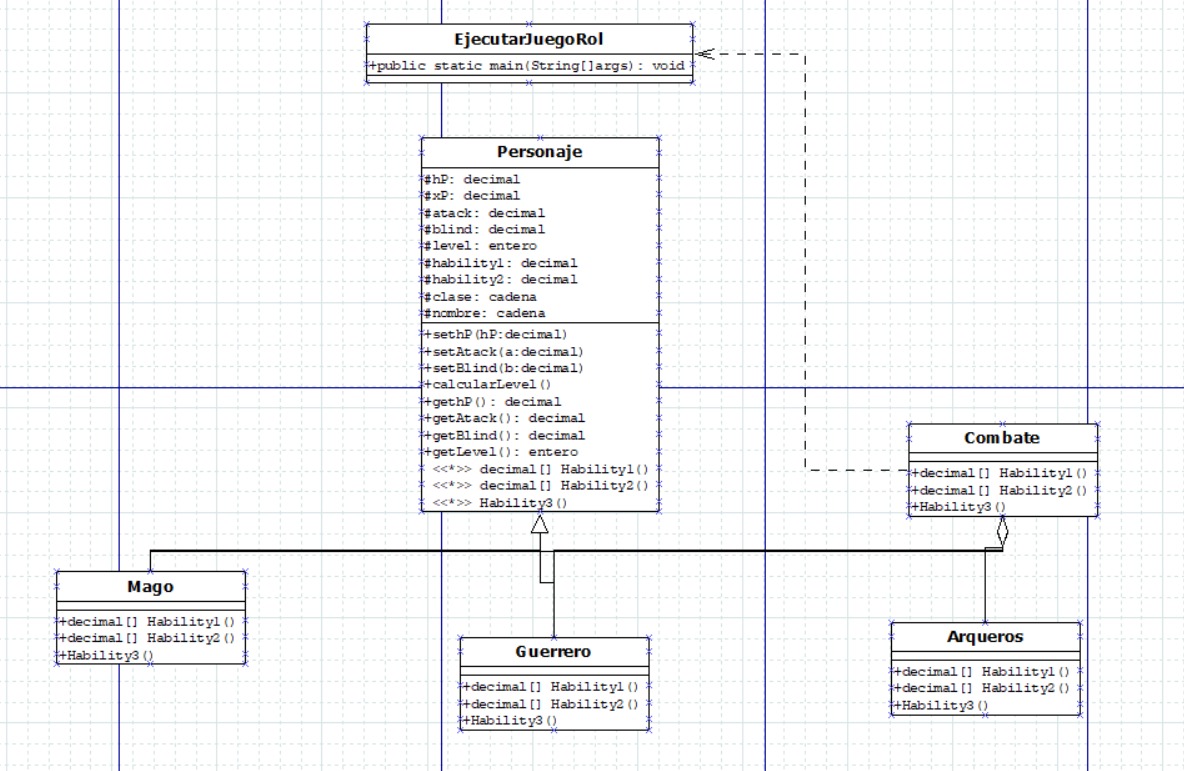 EjecutarJuegoRol
+public static main(String[]args): void
Personaje
#hP: decimal
#xP: decimal
#atack: decimal
#blind: decimal
#level: entero
#hability1: decimal
#hability2: decimal
#clase: cadena
#nombre: cadena
+sethP(hP:decimal)
+setAtack(a:decimal)
+setBlind(b:decimal)
+calcularLevel()
+gethP(): decimal
+getAtack(): decimal
+getBlind(): decimal
+getLevel(): entero
<<*>> decimal[] Hability1()
<<*>> decimal[] Hability2()
<<*>> Hability3()
Combate
+decimal[] Hability1()
+decimal[] Hability2()
+Hability3()
Mago
+decimal[] Hability1()
+decimal[] Hability2()
+Hability3()
Guerrero
+decimal[] Hability1()
+decimal[] Hability2()
+Hability3()
Arqueros
+decimal[] Hability1()
+decimal[] Hability2()
+Hability3()